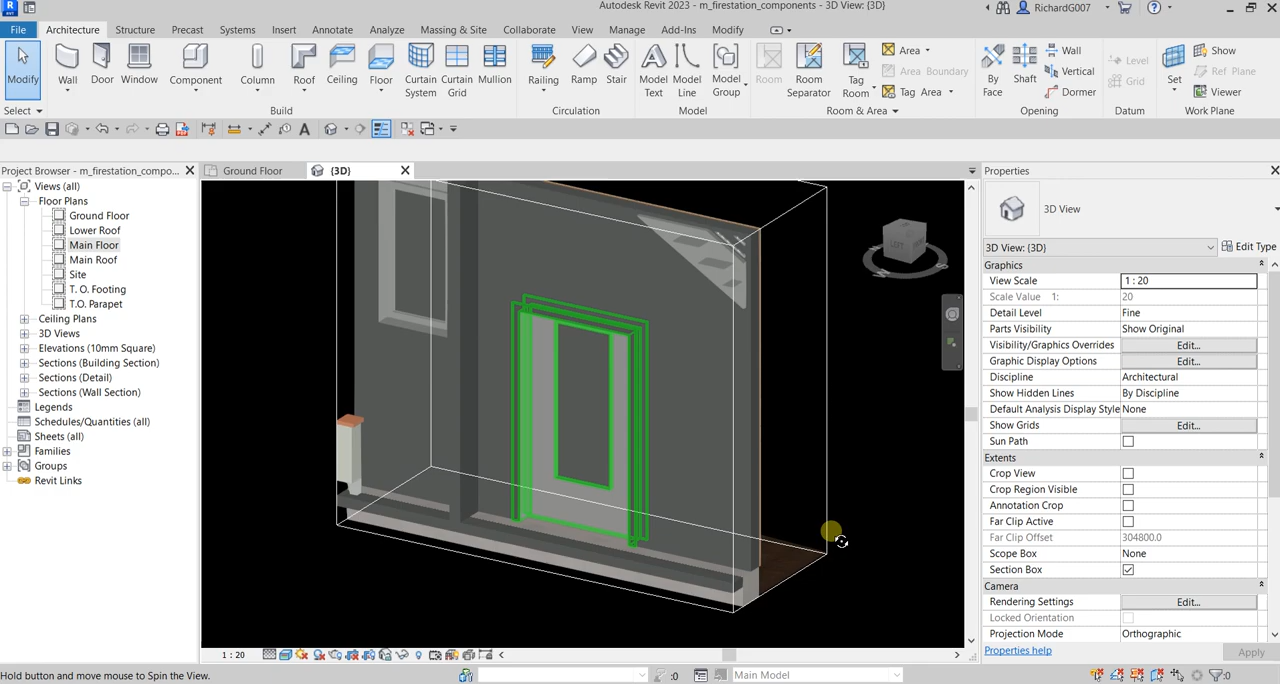 Autodesk Revit 2023 - m_firestation_components - 3D View: {3D}
RichardG007
File Architecture Structure Precast Systems Insert Annotate Analyze Massing & Site Collaborate View Manage Add-Ins Modify
Modify
Wall
Door
Window
Component
Column
Roof
Ceiling
Floor
Curtain System
Curtain Grid
Mullion
Railing
Ramp
Stair
Model Text
Model Line
Model Group
Room
Room Separator
Tag Room
Area
Area Boundary
Tag Area
By Face
Shaft
Wall
Vertical
Dormer
Level
Grid
Set
Show
Ref Plane
Viewer
Select
Build
Circulation
Model
Room & Area
Opening
Datum
Work Plane
Project Browser - m_firestation_compo...
Views (all)
Floor Plans
Ground Floor
Lower Roof
Main Floor
Main Roof
Site
T. O. Footing
T.O. Parapet
Ceiling Plans
3D Views
Elevations (10mm Square)
Sections (Building Section)
Sections (Detail)
Sections (Wall Section)
Legends
Schedules/Quantities (all)
Sheets (all)
Families
Groups
Revit Links
Ground Floor
{3D}
Properties
3D View
3D View: {3D}
Edit Type
Graphics
View Scale 1 : 20
Scale Value 1: 20
Detail Level Fine
Parts Visibility Show Original
Visibility/Graphics Overrides Edit...
Graphic Display Options Edit...
Discipline Architectural
Show Hidden Lines By Discipline
Default Analysis Display Style None
Show Grids Edit...
Sun Path
Extents
Crop View
Crop Region Visible
Annotation Crop
Far Clip Active
Far Clip Offset 304800.0
Scope Box None
Section Box
Camera
Rendering Settings Edit...
Locked Orientation
Projection Mode Orthographic
Properties help
Apply
1 : 20
Hold button and move mouse to Spin the View.
:0
Main Model
:0